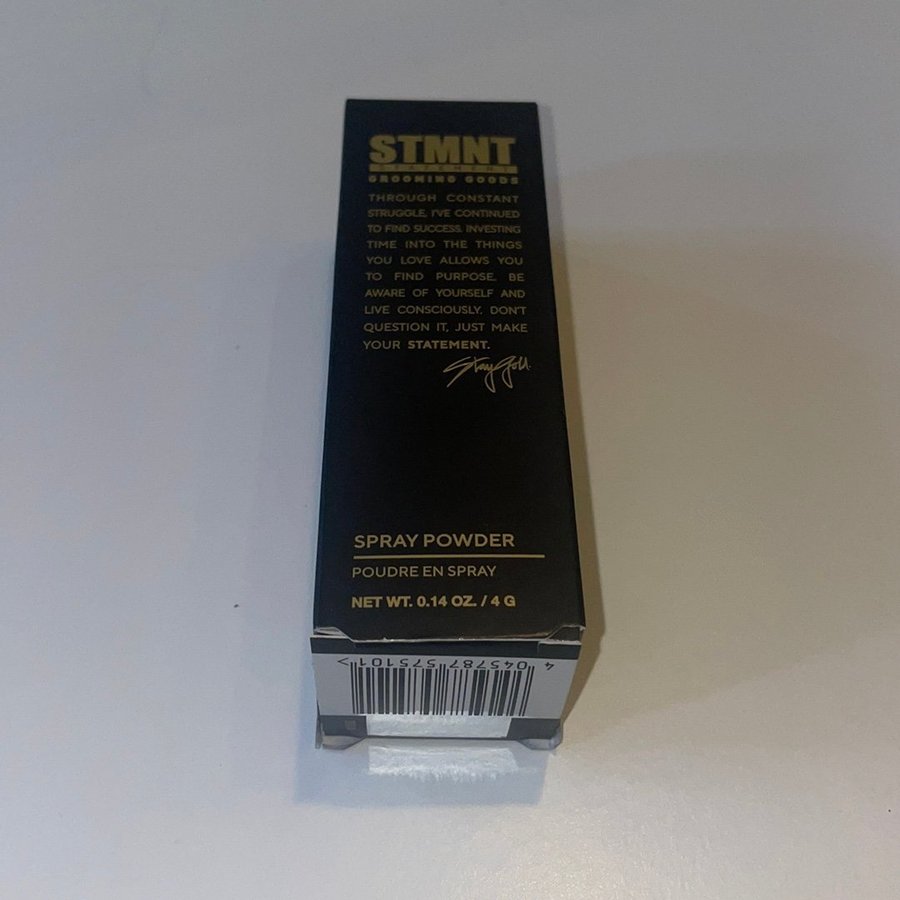 STMNT
STATEMENT
GROOMING GOODS
THROUGH CONSTANT
STRUGGLE, I'VE CONTINUED
TO FIND SUCCESS. INVESTING
TIME INTO THE THINGS
YOU LOVE ALLOWS YOU
TO FIND PURPOSE. BE
AWARE OF YOURSELF AND
LIVE CONSCIOUSLY. DON'T
QUESTION IT, JUST MAKE
YOUR STATEMENT.
StayGold.
SPRAY POWDER
POUDRE EN SPRAY
NET WT. 0.14 OZ. / 4 G
4 045787 575101 >